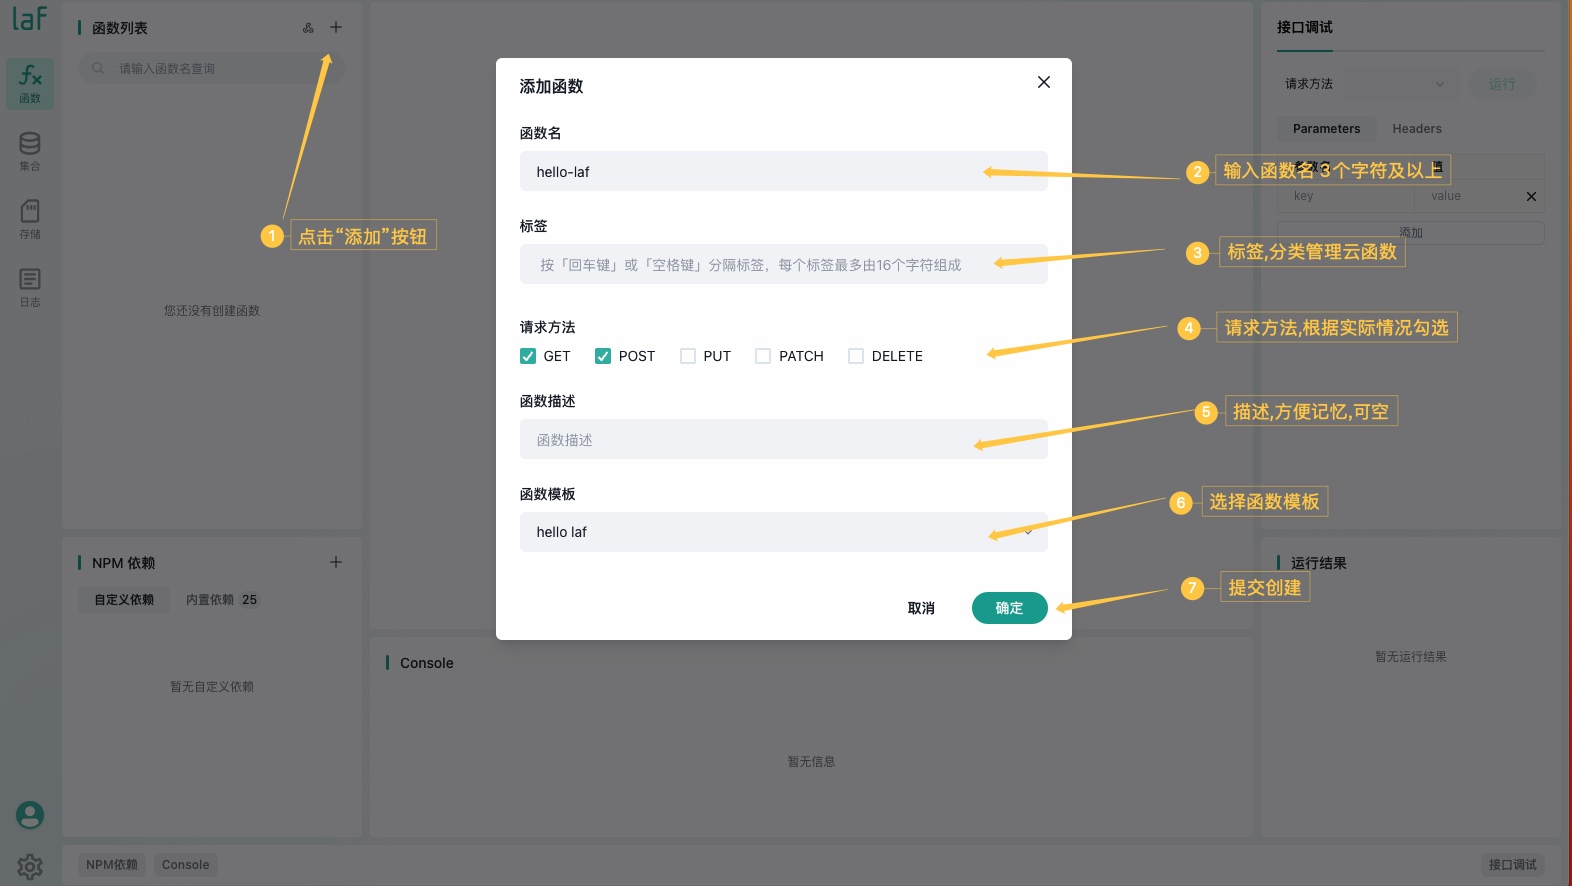 laf
函数列表
请输入函数名查询
函数
集合
存储
日志
您还没有创建函数
1 点击“添加”按钮
NPM 依赖
自定义依赖 内置依赖 25
暂无自定义依赖
添加函数
函数名
hello-laf
标签
按「回车键」或「空格键」分隔标签，每个标签最多由16个字符组成
请求方法
GET POST PUT PATCH DELETE
函数描述
函数描述
函数模板
hello laf
取消 确定
Console
暂无信息
接口调试
请求方法 运行
Parameters Headers
2 输入函数名 3个字符及以上
key value
添加
3 标签,分类管理云函数
4 请求方法,根据实际情况勾选
5 描述,方便记忆,可空
6 选择函数模板
运行结果
7 提交创建
暂无运行结果
NPM依赖 Console 接口调试